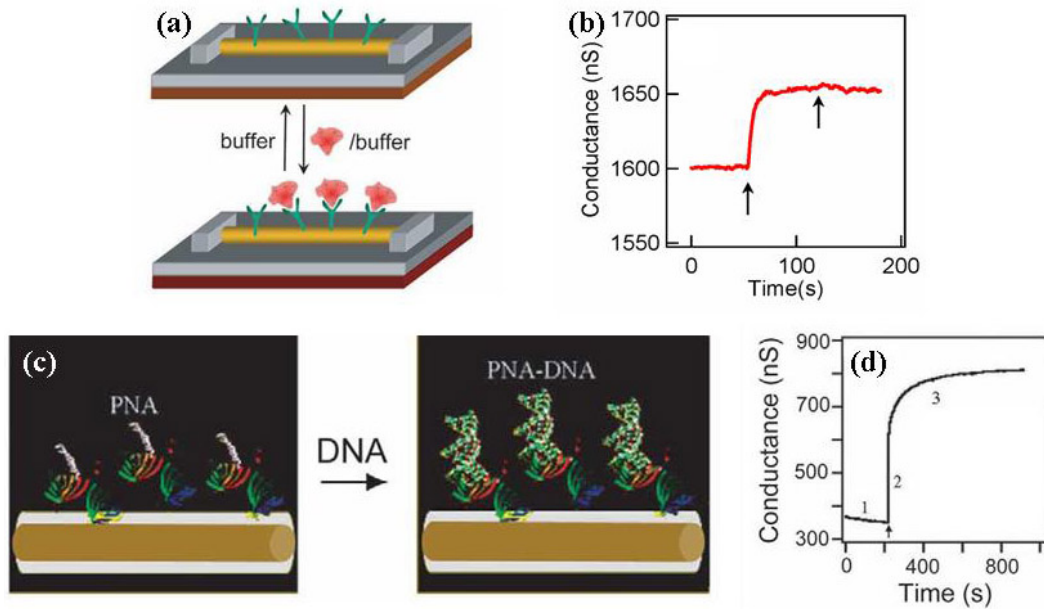 (a)
buffer
/buffer
(b)
Conductance (nS)
1700
1650
1600
1550
0
100
200
Time(s)
(c)
PNA
DNA
PNA-DNA
(d)
Conductance (nS)
900
700
500
300
1
2
3
0
400
800
Time (s)